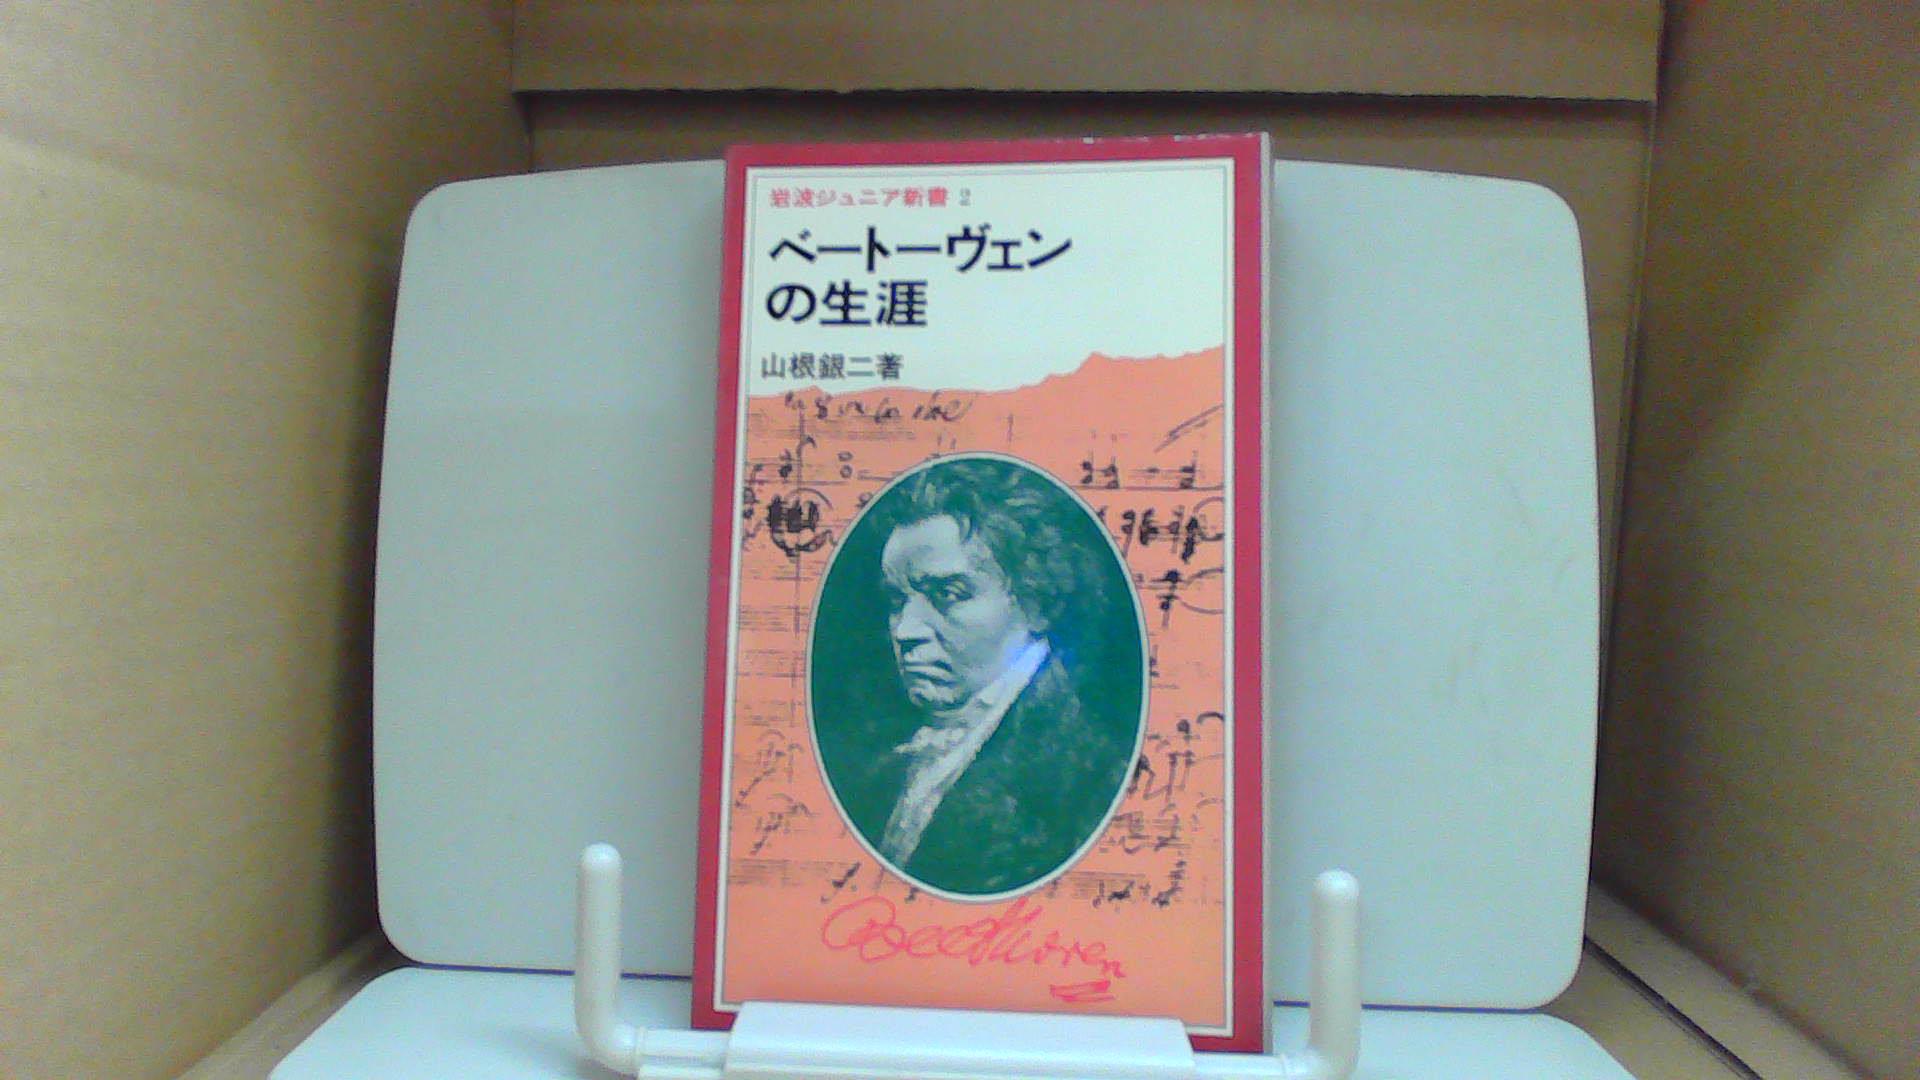 岩波ジュニア新書 2
ベートーヴェン
の生涯
山根銀二著
Beethoven